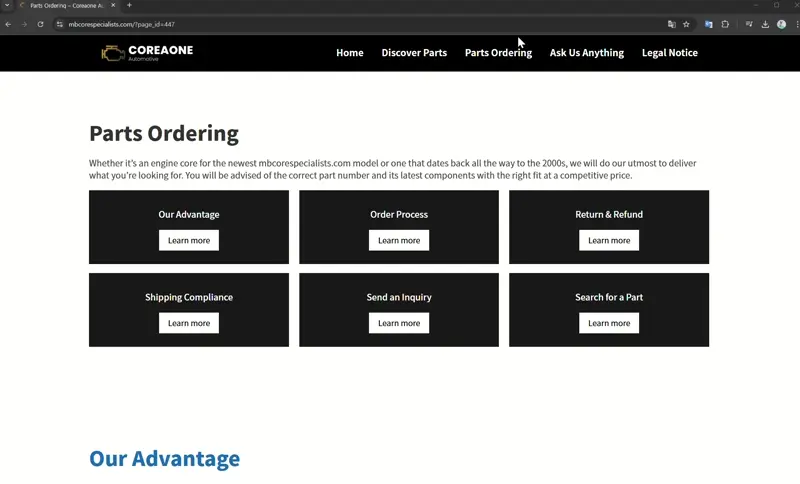 Parts Ordering – Coreaone Au
mbcorespecialists.com/?page_id=447
COREAONE
Automotive
Home
Discover Parts
Parts Ordering
Ask Us Anything
Legal Notice
Parts Ordering
Whether it's an engine core for the newest mbcorespecialists.com model or one that dates back all the way to the 2000s, we will do our utmost to deliver
what you're looking for. You will be advised of the correct part number and its latest components with the right fit at a competitive price.
Our Advantage
Learn more
Order Process
Learn more
Return & Refund
Learn more
Shipping Compliance
Learn more
Send an Inquiry
Learn more
Search for a Part
Learn more
Our Advantage